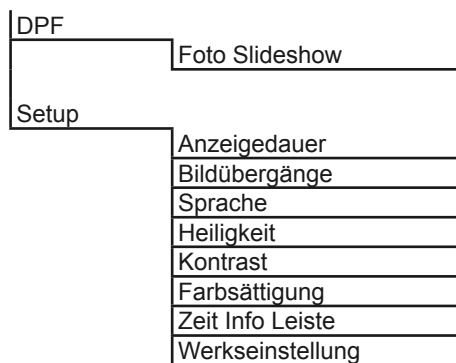 DPF
Foto Slideshow
Setup
Anzeigedauer
Bildübergänge
Sprache
Heiligkeit
Kontrast
Farbsättigung
Zeit Info Leiste
Werkseinstellung